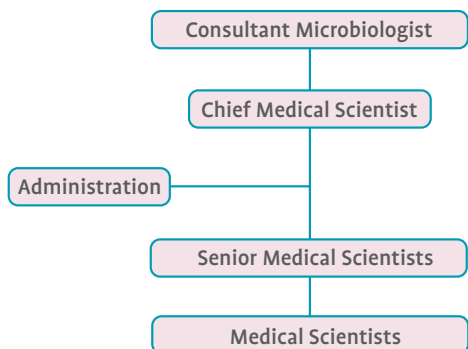 Consultant Microbiologist
Chief Medical Scientist
Administration
Senior Medical Scientists
Medical Scientists